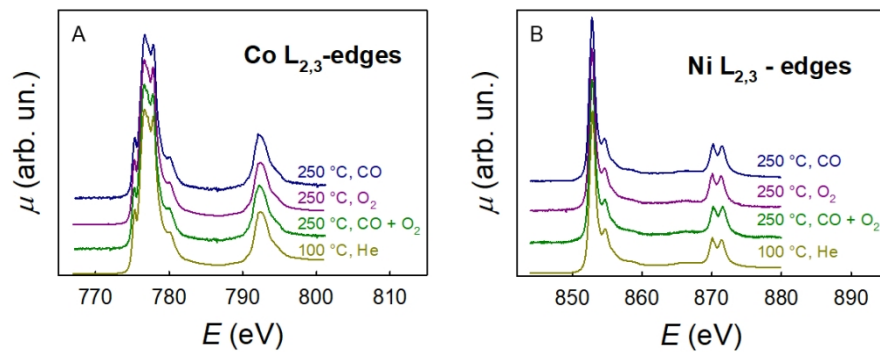 A
Co L2,3-edges
250 °C, CO
250 °C, O2
250 °C, CO + O2
100 °C, He
μ (arb. un.)
770 780 790 800 810
E (eV)
B
Ni L2,3 - edges
250 °C, CO
250 °C, O2
250 °C, CO + O2
100 °C, He
μ (arb. un.)
850 860 870 880 890
E (eV)